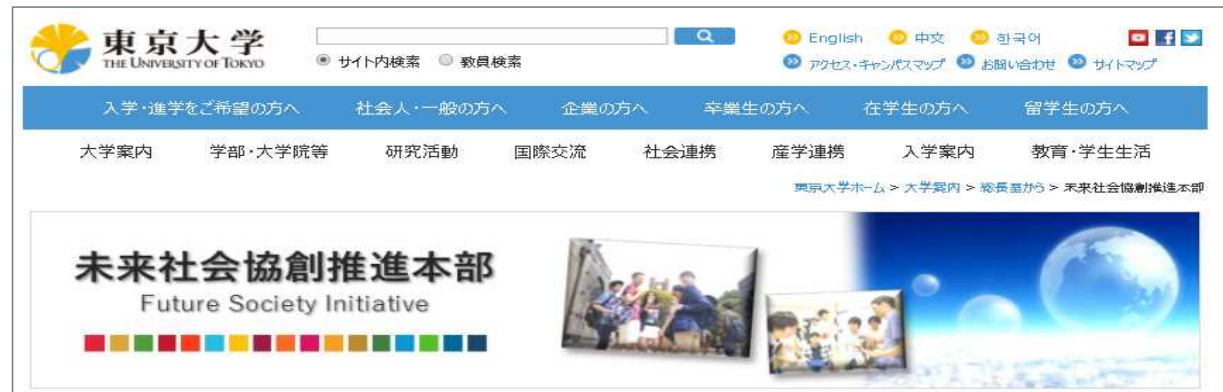 東京大学
THE UNIVERSITY OF TOKYO
サイト内検索 教員検索
English 中文 한국어
アクセス・キャンパスマップ お問い合わせ サイトマップ
入学・進学をご希望の方へ 社会人・一般の方へ 企業の方へ 卒業生の方へ 在学生の方へ 留学生の方へ
大学案内 学部・大学院等 研究活動 国際交流 社会連携 産学連携 入学案内 教育・学生生活
東京大学ホーム > 大学案内 > 総長室から > 未来社会協創推進本部
未来社会協創推進本部
Future Society Initiative